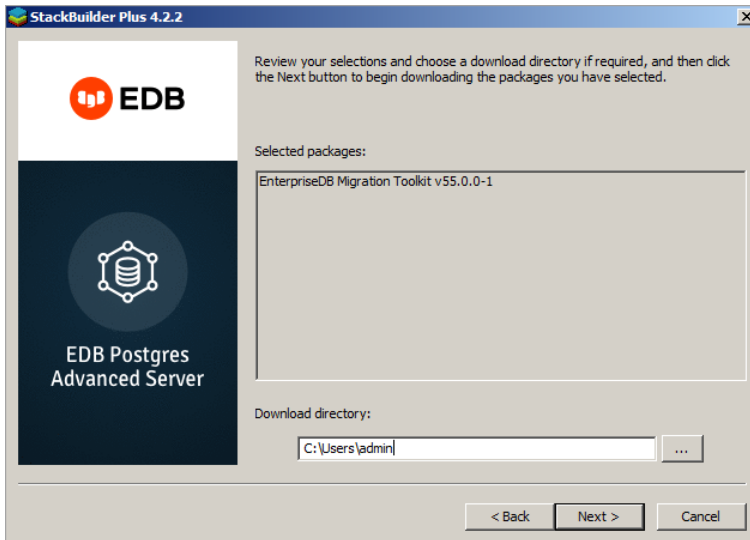 StackBuilder Plus 4.2.2
EDB
EDB Postgres
Advanced Server
Review your selections and choose a download directory if required, and then click
the Next button to begin downloading the packages you have selected.
Selected packages:
EnterpriseDB Migration Toolkit v55.0.0-1
Download directory:
C:\Users\admin
...
< Back
Next >
Cancel